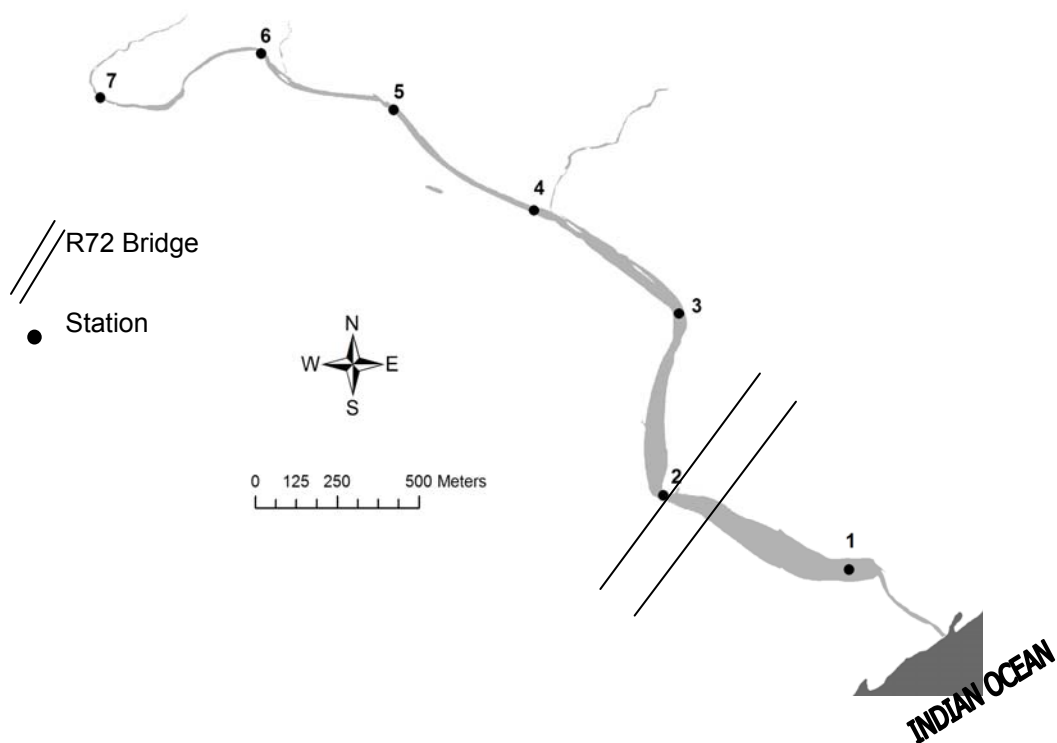 6
7
5
4
R72 Bridge
Station
3
N
W E
S
0 125 250 500 Meters
2
1
INDIAN OCEAN